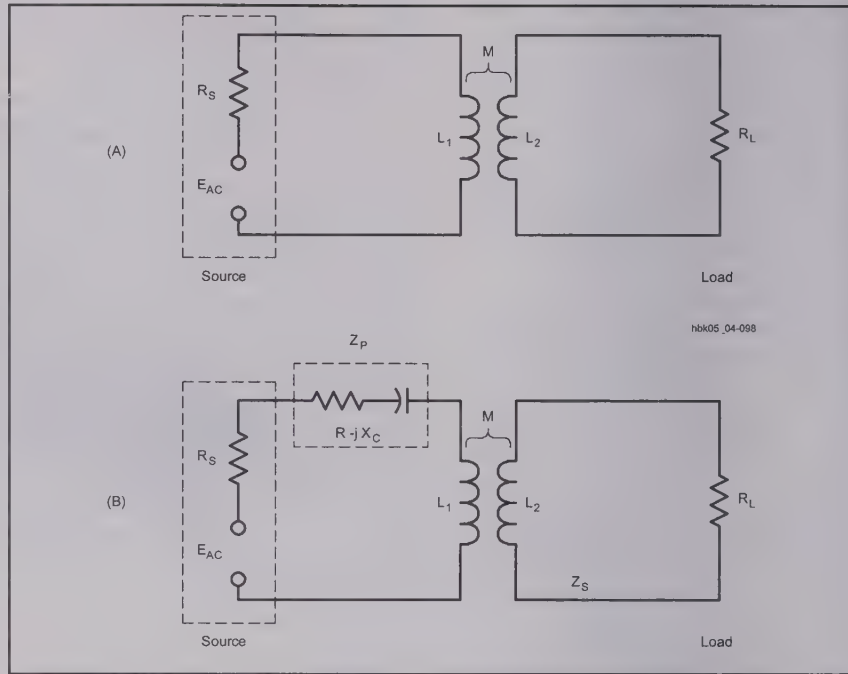 M
R_S
L_1
L_2
R_L
(A)
E_AC
Source
Load
hbk05_04-098
Z_P
R -j X_C
M
R_S
L_1
L_2
R_L
(B)
E_AC
Z_S
Source
Load